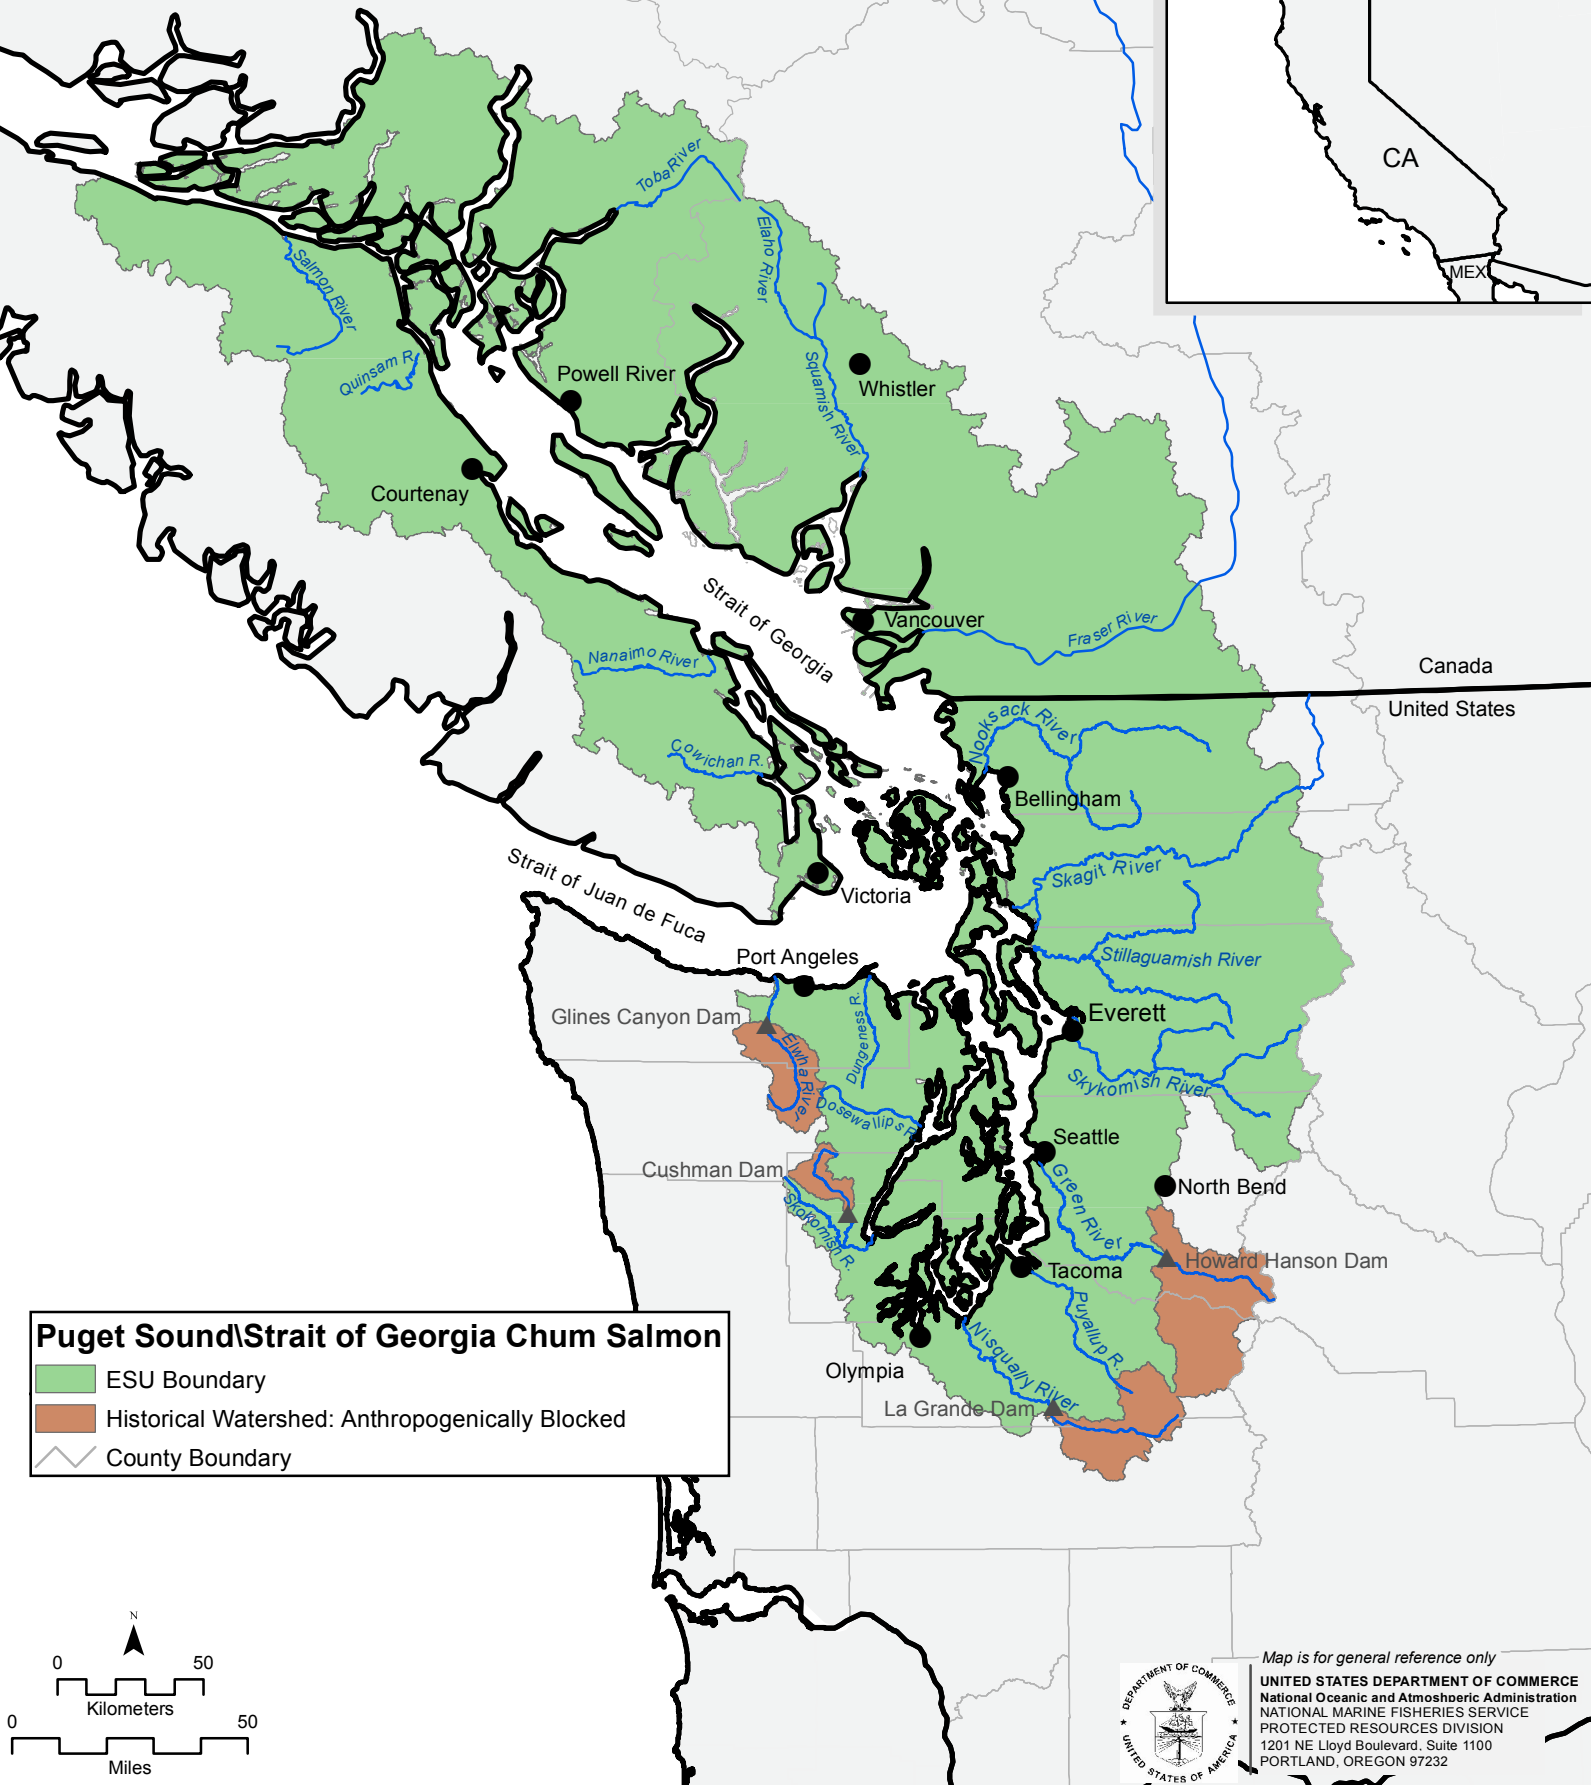 CA
MEX
Toba River
Elaho River
Salmon River
Squamish River
Quinsam R.
Powell River
Whistler
Courtenay
Strait of Georgia
Vancouver
Fraser River
Nanaimo River
Canada
United States
Nooksack River
Cowichan R.
Bellingham
Strait of Juan de Fuca
Skagit River
Victoria
Port Angeles
Stillaguamish River
Glines Canyon Dam
Everett
Dungeness R.
Elwha River
Skykomish River
Dosewallips R.
Seattle
Cushman Dam
North Bend
Green River
Skokomish R.
Howard Hanson Dam
Tacoma
Puyallup R.
Nisqually River
Olympia
La Grande Dam
Puget Sound\Strait of Georgia Chum Salmon
ESU Boundary
Historical Watershed: Anthropogenically Blocked
County Boundary
N
0 50
Kilometers
0 50
Miles
Map is for general reference only
DEPARTMENT OF COMMERCE
UNITED STATES OF AMERICA
UNITED STATES DEPARTMENT OF COMMERCE
National Oceanic and Atmoshperic Administration
NATIONAL MARINE FISHERIES SERVICE
PROTECTED RESOURCES DIVISION
1201 NE Lloyd Boulevard, Suite 1100
PORTLAND, OREGON 97232